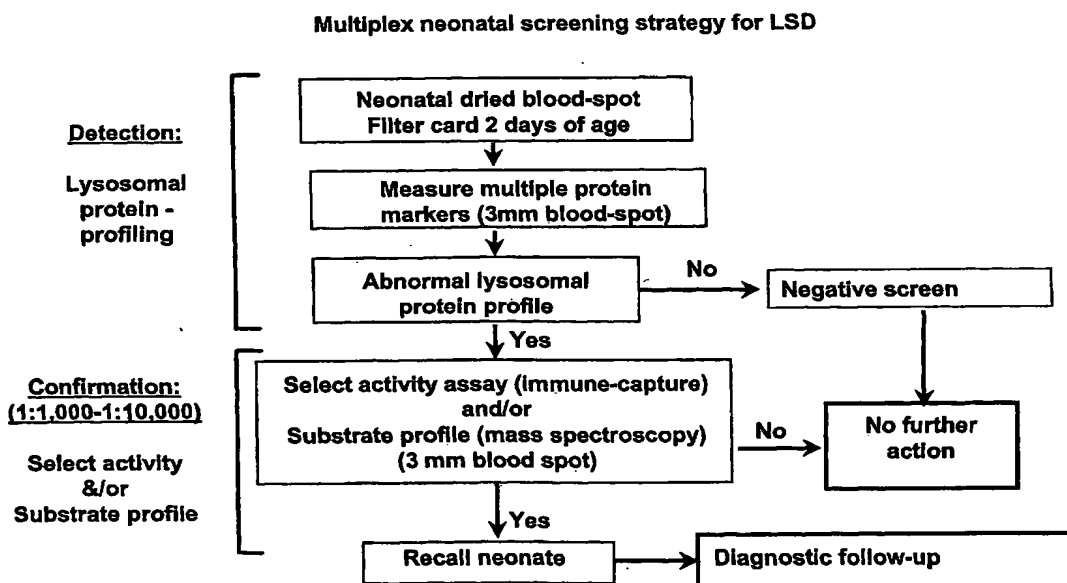 Multiplex neonatal screening strategy for LSD
Detection:
Lysosomal
protein -
profiling
Neonatal dried blood-spot
Filter card 2 days of age
Measure multiple protein
markers (3mm blood-spot)
Abnormal lysosomal
protein profile
No
Negative screen
Yes
Confirmation:
(1:1,000-1:10,000)
Select activity
&/or
Substrate profile
Select activity assay (immune-capture)
and/or
Substrate profile (mass spectroscopy)
(3 mm blood spot)
No
No further
action
Yes
Recall neonate
Diagnostic follow-up